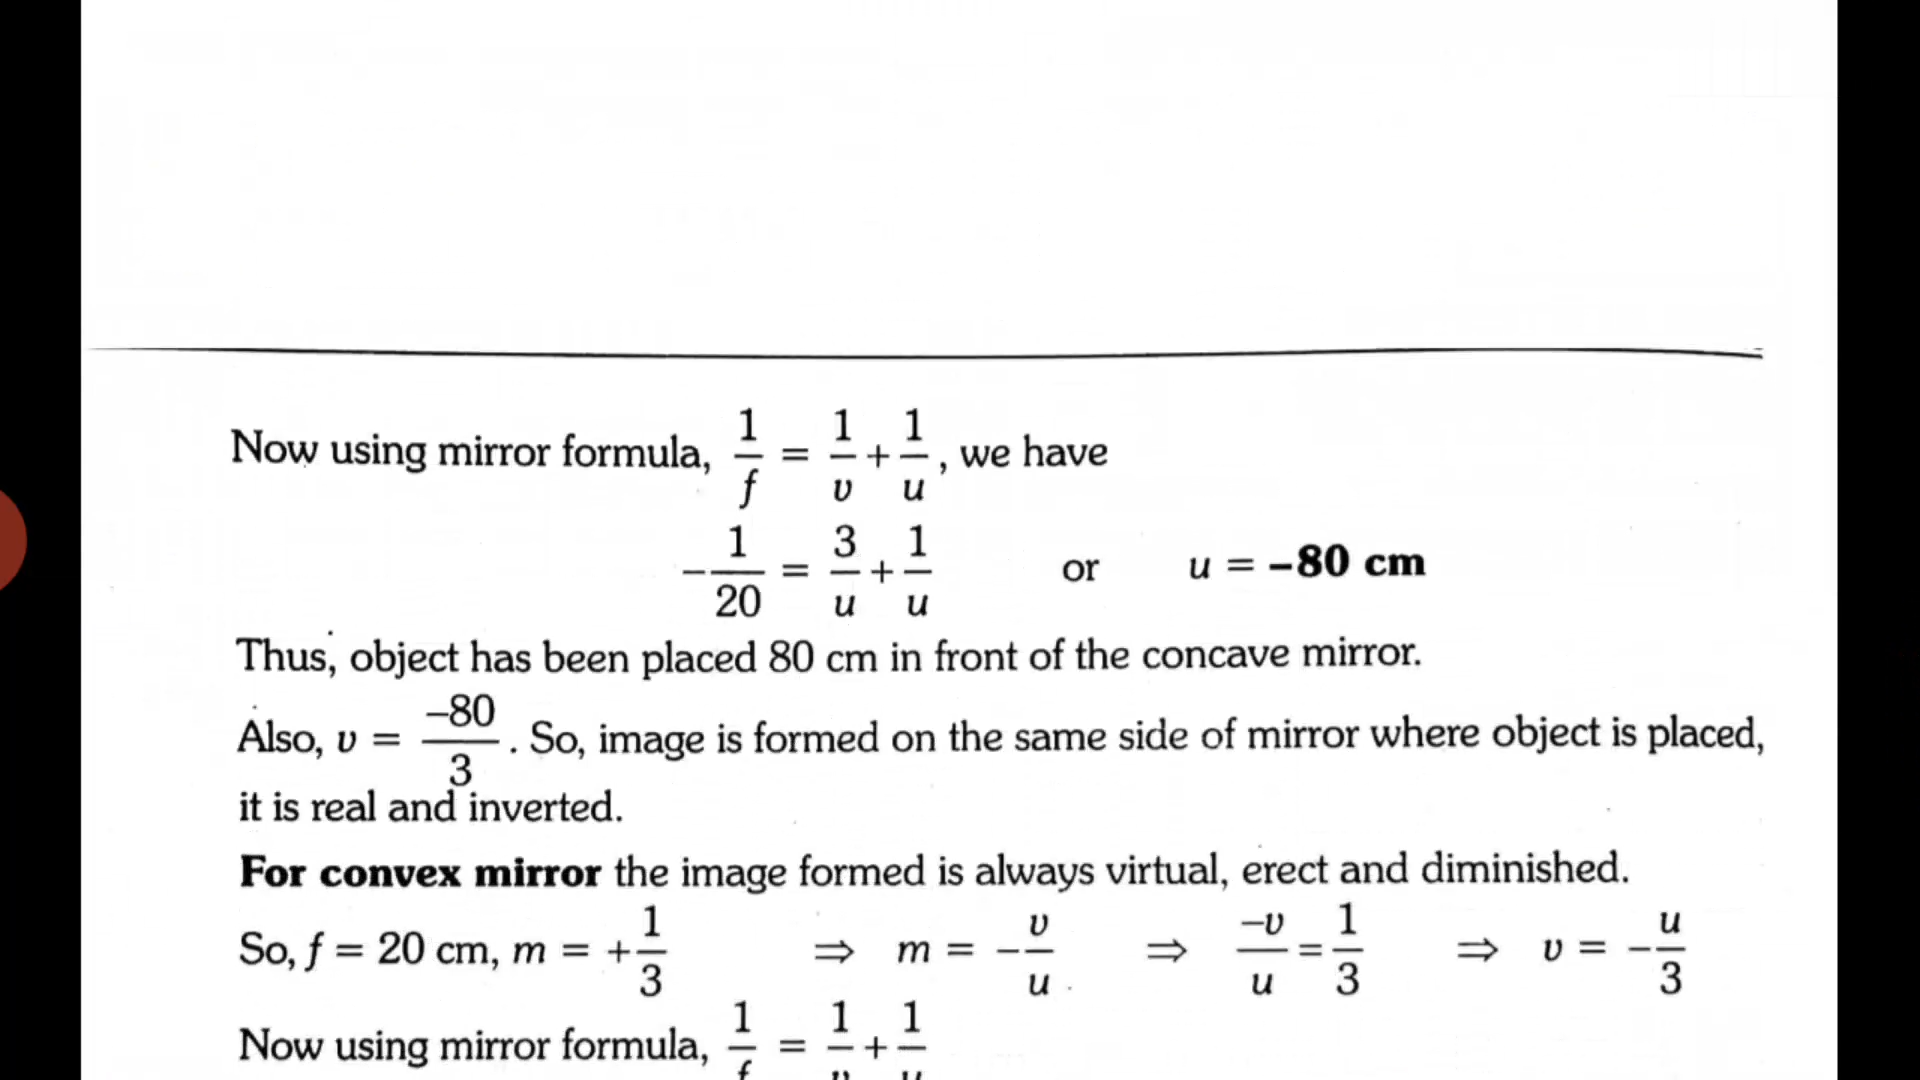 Now using mirror formula, 1/f = 1/v + 1/u , we have
-1/20 = 3/u + 1/u or u = –80 cm
Thus, object has been placed 80 cm in front of the concave mirror.
Also, v = –80/3 . So, image is formed on the same side of mirror where object is placed,
it is real and inverted.
For convex mirror the image formed is always virtual, erect and diminished.
So, f = 20 cm, m = +1/3 ⇒ m = -v/u ⇒ –v/u = 1/3 ⇒ v = -u/3
Now using mirror formula, 1/f = 1/v + 1/u